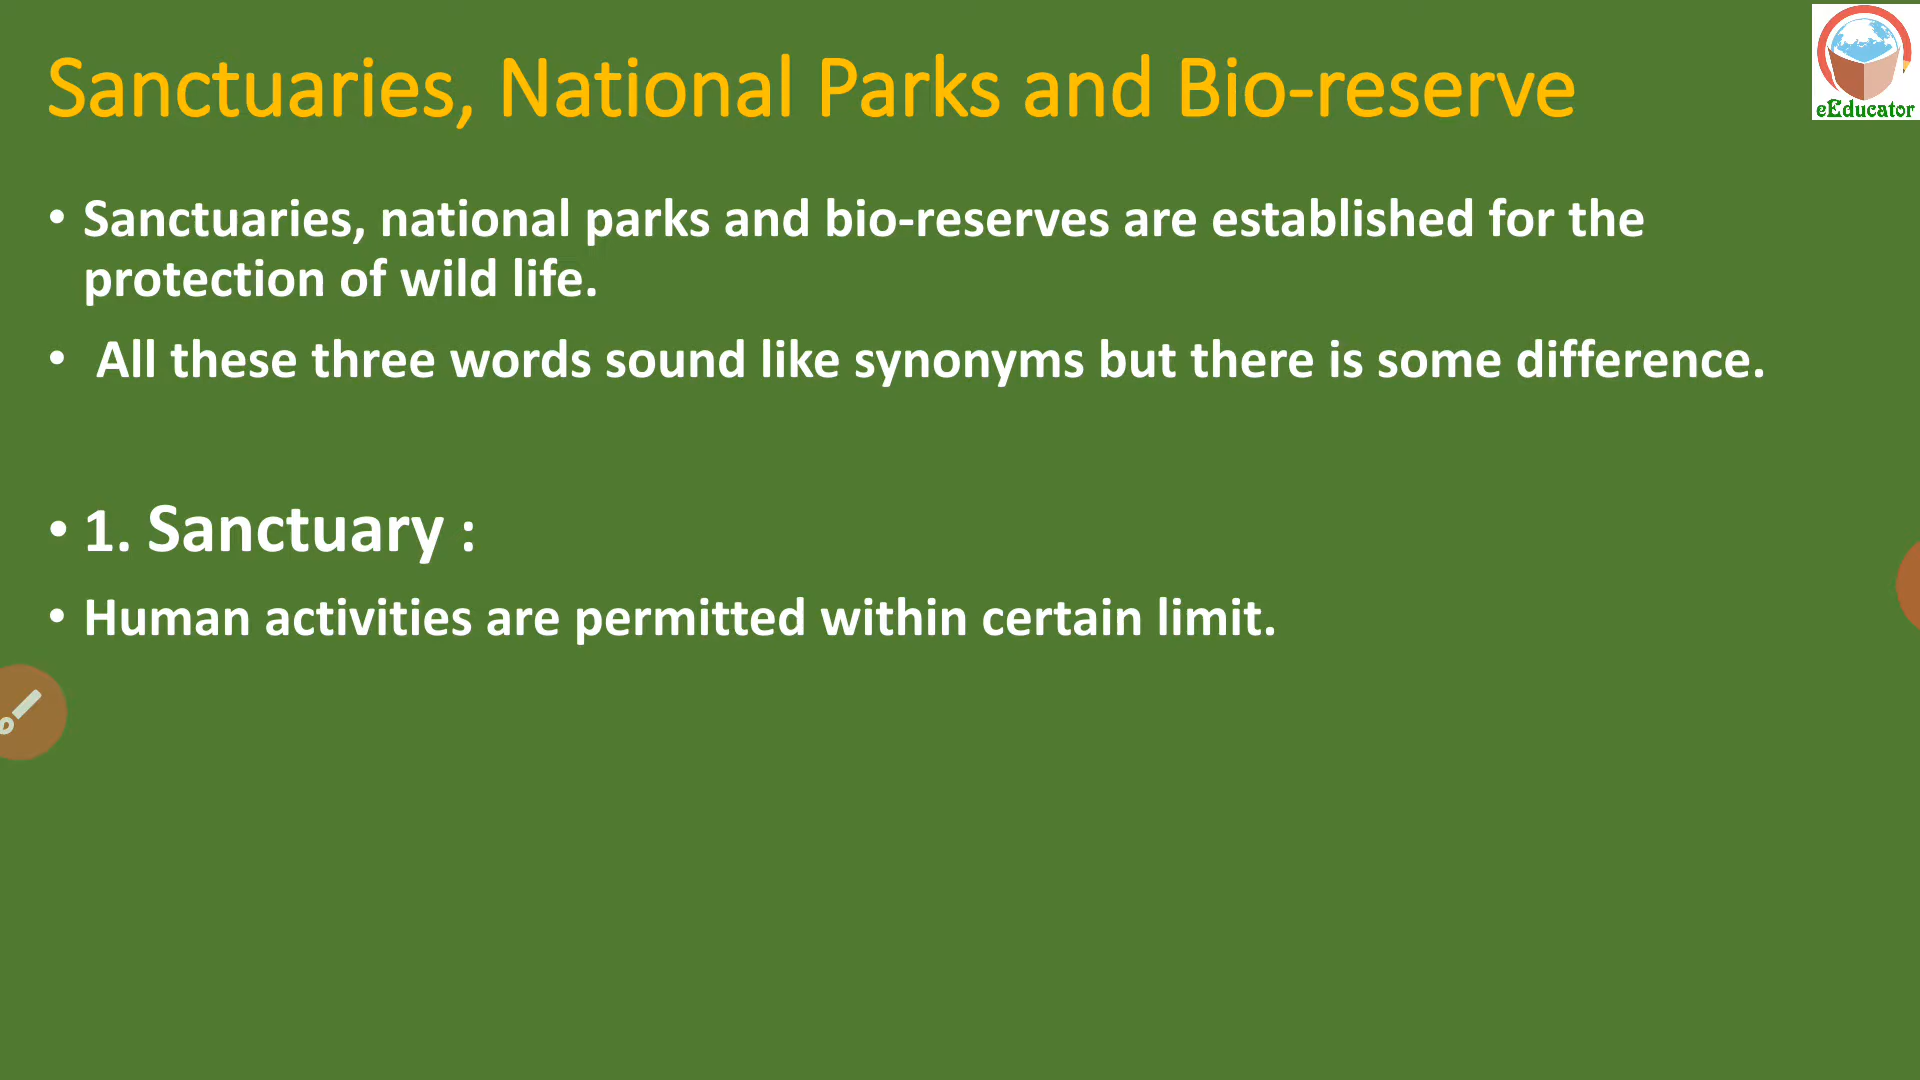 Sanctuaries, National Parks and Bio-reserve
eEducator
• Sanctuaries, national parks and bio-reserves are established for the
protection of wild life.
• All these three words sound like synonyms but there is some difference.
• 1. Sanctuary :
• Human activities are permitted within certain limit.